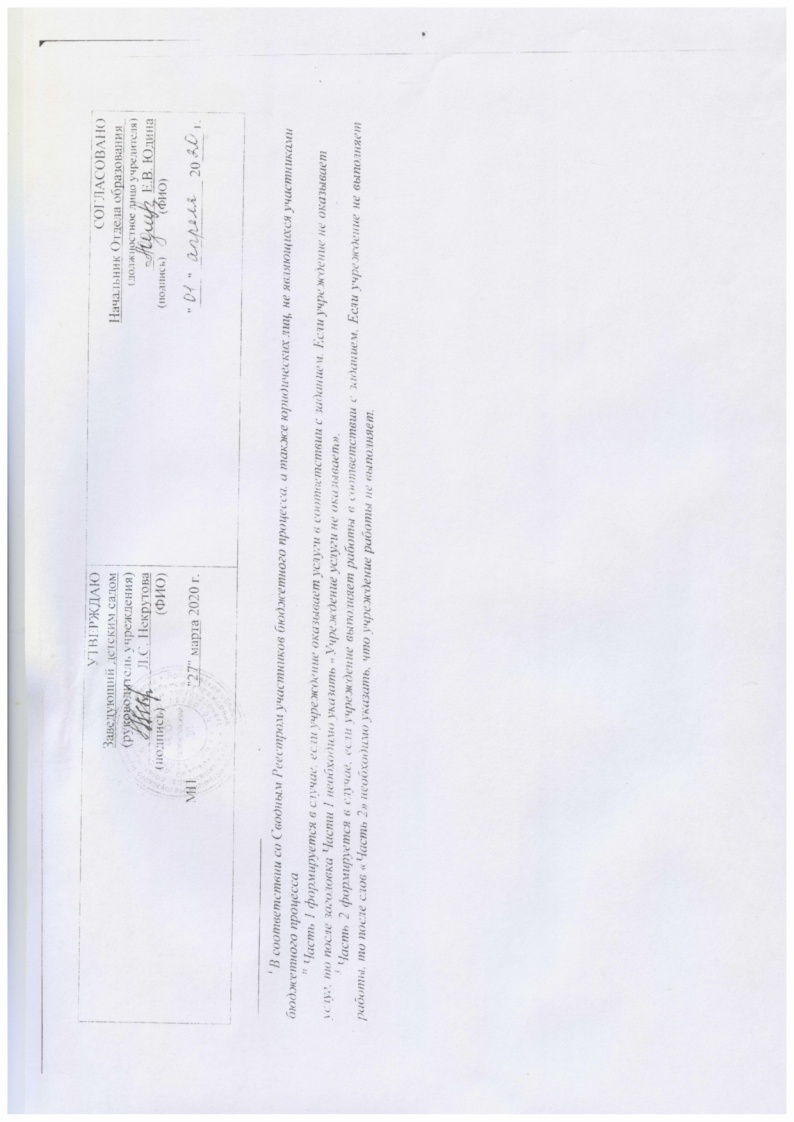 УТВЕРЖДАЮ
Заведующий детским садом
(руководитель учреждения)
Л.С. Некрутова
(подпись) (ФИО)
МП "27" марта 2020 г.
СОГЛАСОВАНО
Начальник Отдела образования
(должностное лицо учредителя)
Е.В. Юдина
(подпись) (ФИО)
"01" апреля 2020 г.
В соответствии со Сводным Реестром участников бюджетного процесса, а также юридических лиц, не являющихся участниками
бюджетного процесса
Часть 1 формируется в случае, если учреждение оказывает услуги в соответствии с заданием. Если учреждение не оказывает
услуг, то после заголовка Части 1 необходимо указать «Учреждение услуги не оказывает».
Часть 2 формируется в случае, если учреждение выполняет работы в соответствии с заданием. Если учреждение не выполняет
работы, то после слов «Часть 2» необходимо указать, что учреждение работы не выполняет.